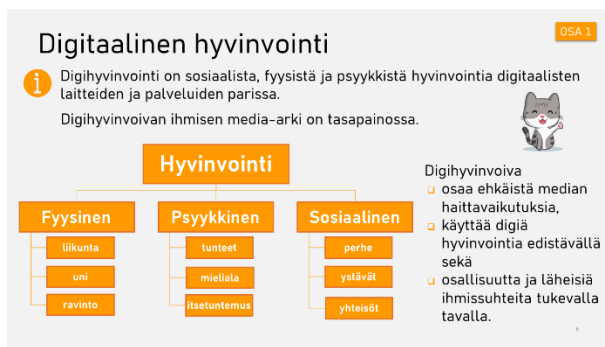 OSA 1
Digitaalinen hyvinvointi
i
Digihyvinvointi on sosiaalista, fyysistä ja psyykkistä hyvinvointia digitaalisten
laitteiden ja palveluiden parissa.
Digihyvinvoivan ihmisen media-arki on tasapainossa.
Hyvinvointi
Fyysinen
liikunta
uni
ravinto
Psyykkinen
tunteet
mieliala
itsetuntemus
Sosiaalinen
perhe
ystävät
yhteisöt
Digihyvinvoiva
osaa ehkäistä median
haittavaikutuksia,
käyttää digiä
hyvinvointia edistävällä
sekä
osallisuutta ja läheisiä
ihmissuhteita tukevalla
tavalla.